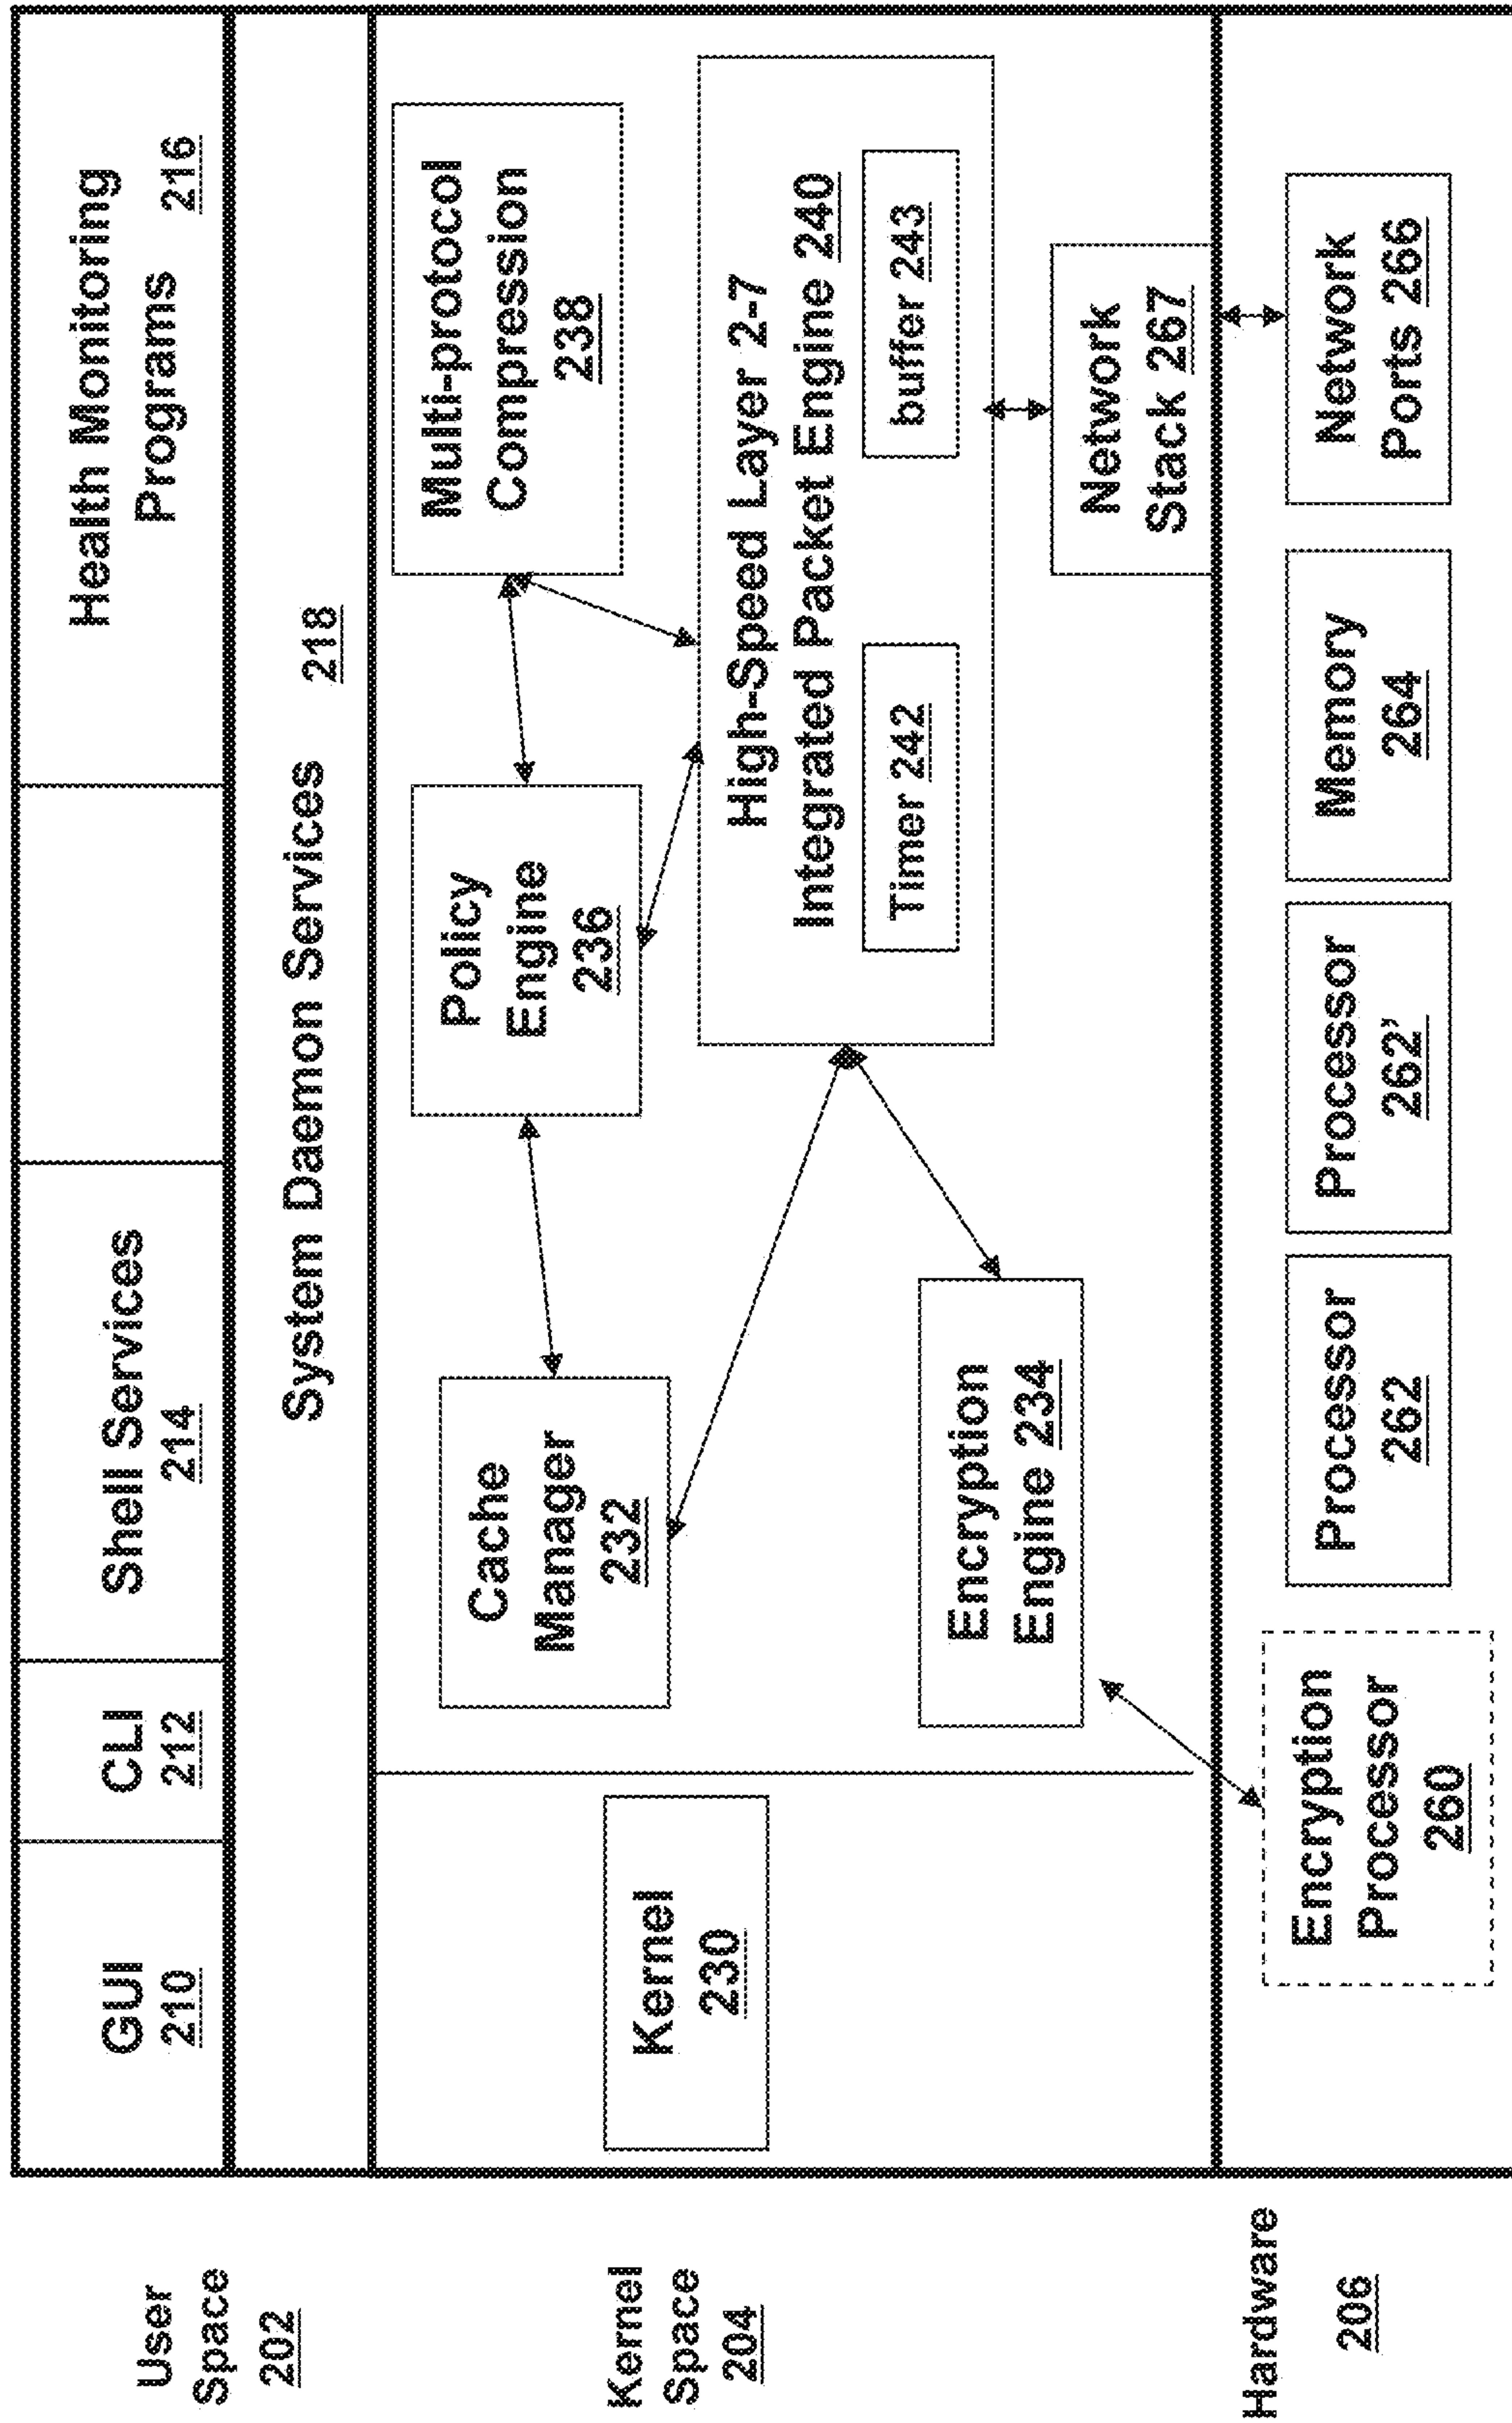 User
Space
202
GUI
210
CLI
212
Shell Services
214
Health Monitoring
Programs 216
System Daemon Services 218
Kernel
Space
204
Kernel
230
Cache
Manager
232
Policy
Engine
236
Multi-protocol
Compression
238
High-Speed Layer 2-7
Integrated Packet Engine 240
Timer 242
buffer 243
Encryption
Engine 234
Network
Stack 267
Hardware
206
Encryption
Processor
260
Processor
262
Processor
262’
Memory
264
Network
Ports 266